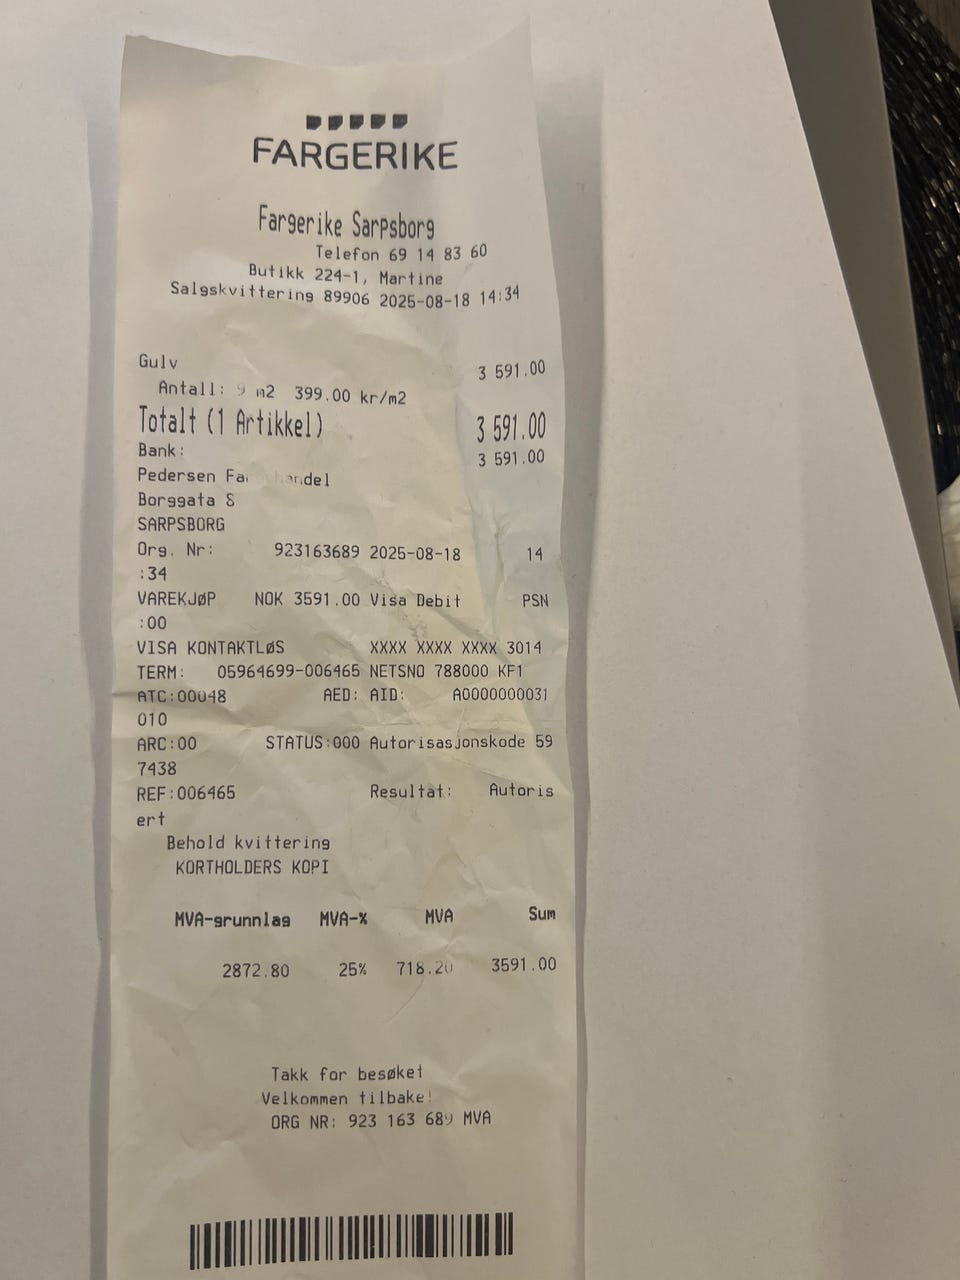 FARGERIKE
Fargerike Sarpsborg
Telefon 69 14 83 60
Butikk 224-1, Martine
Salgskvittering 89906 2025-08-18 14:34
Gulv 3 591.00
Antall: 9 m2 399.00 kr/m2
Totalt (1 Artikkel) 3 591.00
Bank: 3 591.00
Pedersen
Borggata 8
SARPSBORG
Org. Nr: 923163689 2025-08-18 14
:34
VAREKJØP NOK 3591.00 Visa Debit PSN
:00
VISA KONTAKTLØS XXXX XXXX XXXX 3014
TERM: 05964699-006465 NETSNO 788000 KF1
ATC:00048 AED: AID: A0000000031
010
ARC:00 STATUS:000 Autorisasjonskode 59
7438
REF:006465 Resultat: Autoris
ert
Behold kvittering
KORTHOLDERS KOPI
MVA-grunnlag MVA-% MVA Sum
2872.80 25% 718.20 3591.00
Takk for besøket
Velkommen tilbake!
ORG NR: 923 163 689 MVA